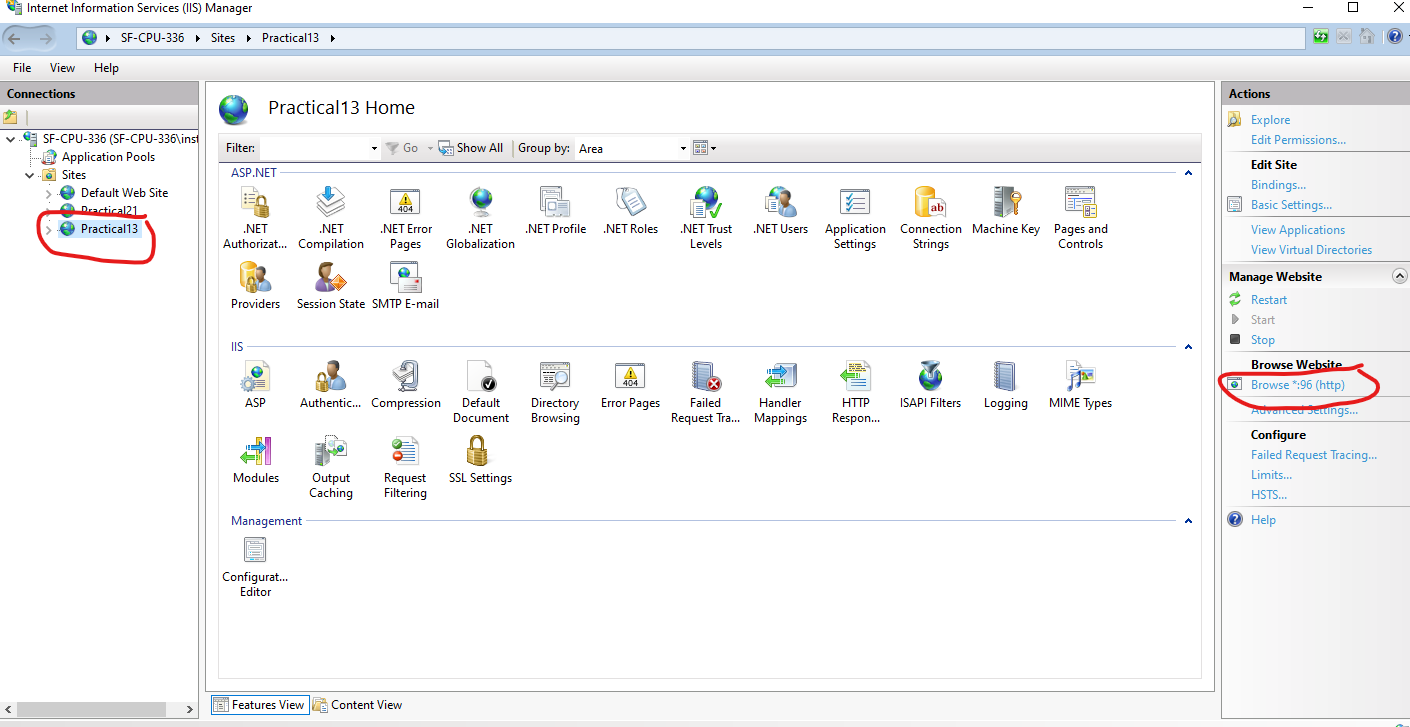 Internet Information Services (IIS) Manager
SF-CPU-336 Sites Practical13
File View Help
Connections
SF-CPU-336 (SF-CPU-336\inst
Application Pools
Sites
Default Web Site
Practical21
Practical13
Practical13 Home
Filter: Go Show All Group by: Area
ASP.NET
.NET Authorizat...
.NET Compilation
.NET Error Pages
.NET Globalization
.NET Profile
.NET Roles
.NET Trust Levels
.NET Users
Application Settings
Connection Strings
Machine Key
Pages and Controls
Providers
Session State
SMTP E-mail
IIS
ASP
Authentic...
Compression
Default Document
Directory Browsing
Error Pages
Failed Request Tra...
Handler Mappings
HTTP Respon...
ISAPI Filters
Logging
MIME Types
Modules
Output Caching
Request Filtering
SSL Settings
Management
Configurat... Editor
Features View Content View
Actions
Explore
Edit Permissions...
Edit Site
Bindings...
Basic Settings...
View Applications
View Virtual Directories
Manage Website
Restart
Start
Stop
Browse Website
Browse *:96 (http)
Advanced Settings...
Configure
Failed Request Tracing...
Limits...
HSTS...
Help